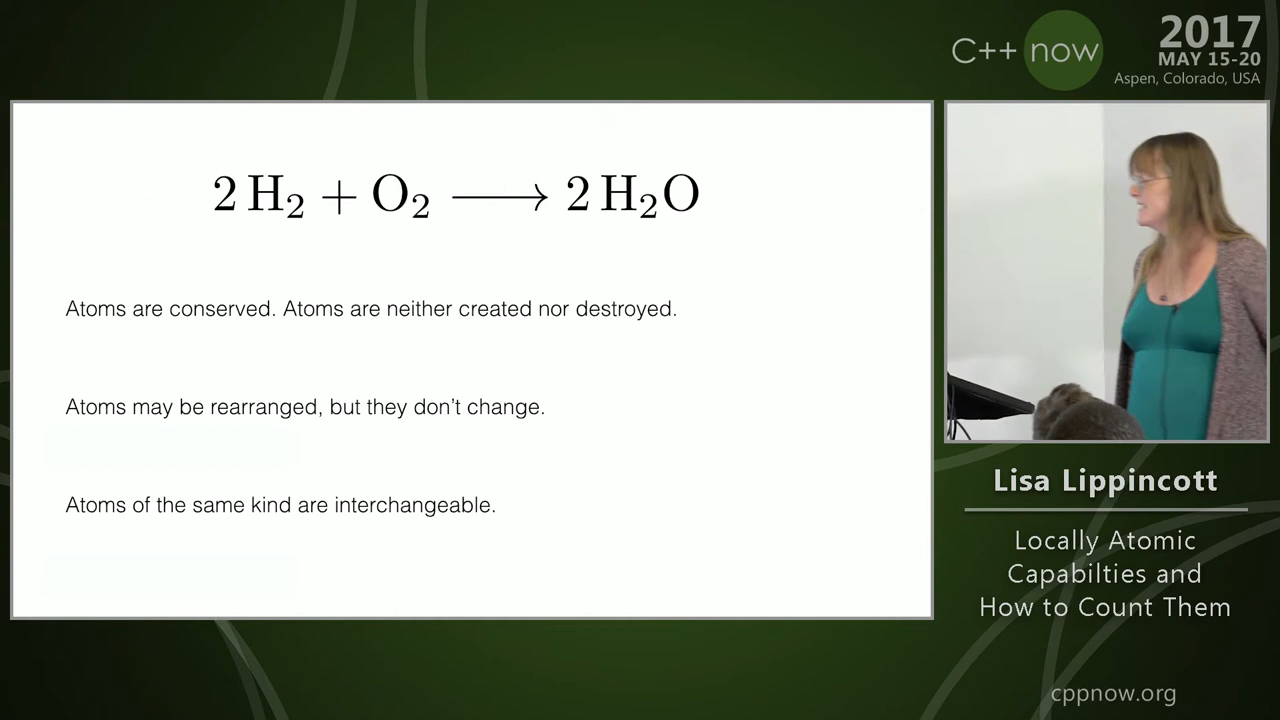 C++ now
2017
MAY 15-20
Aspen, Colorado, USA
2 H₂ + O₂ ⟶ 2 H₂O
Atoms are conserved. Atoms are neither created nor destroyed.
Atoms may be rearranged, but they don't change.
Atoms of the same kind are interchangeable.
Lisa Lippincott
Locally Atomic
Capabilties and
How to Count Them
cppnow.org